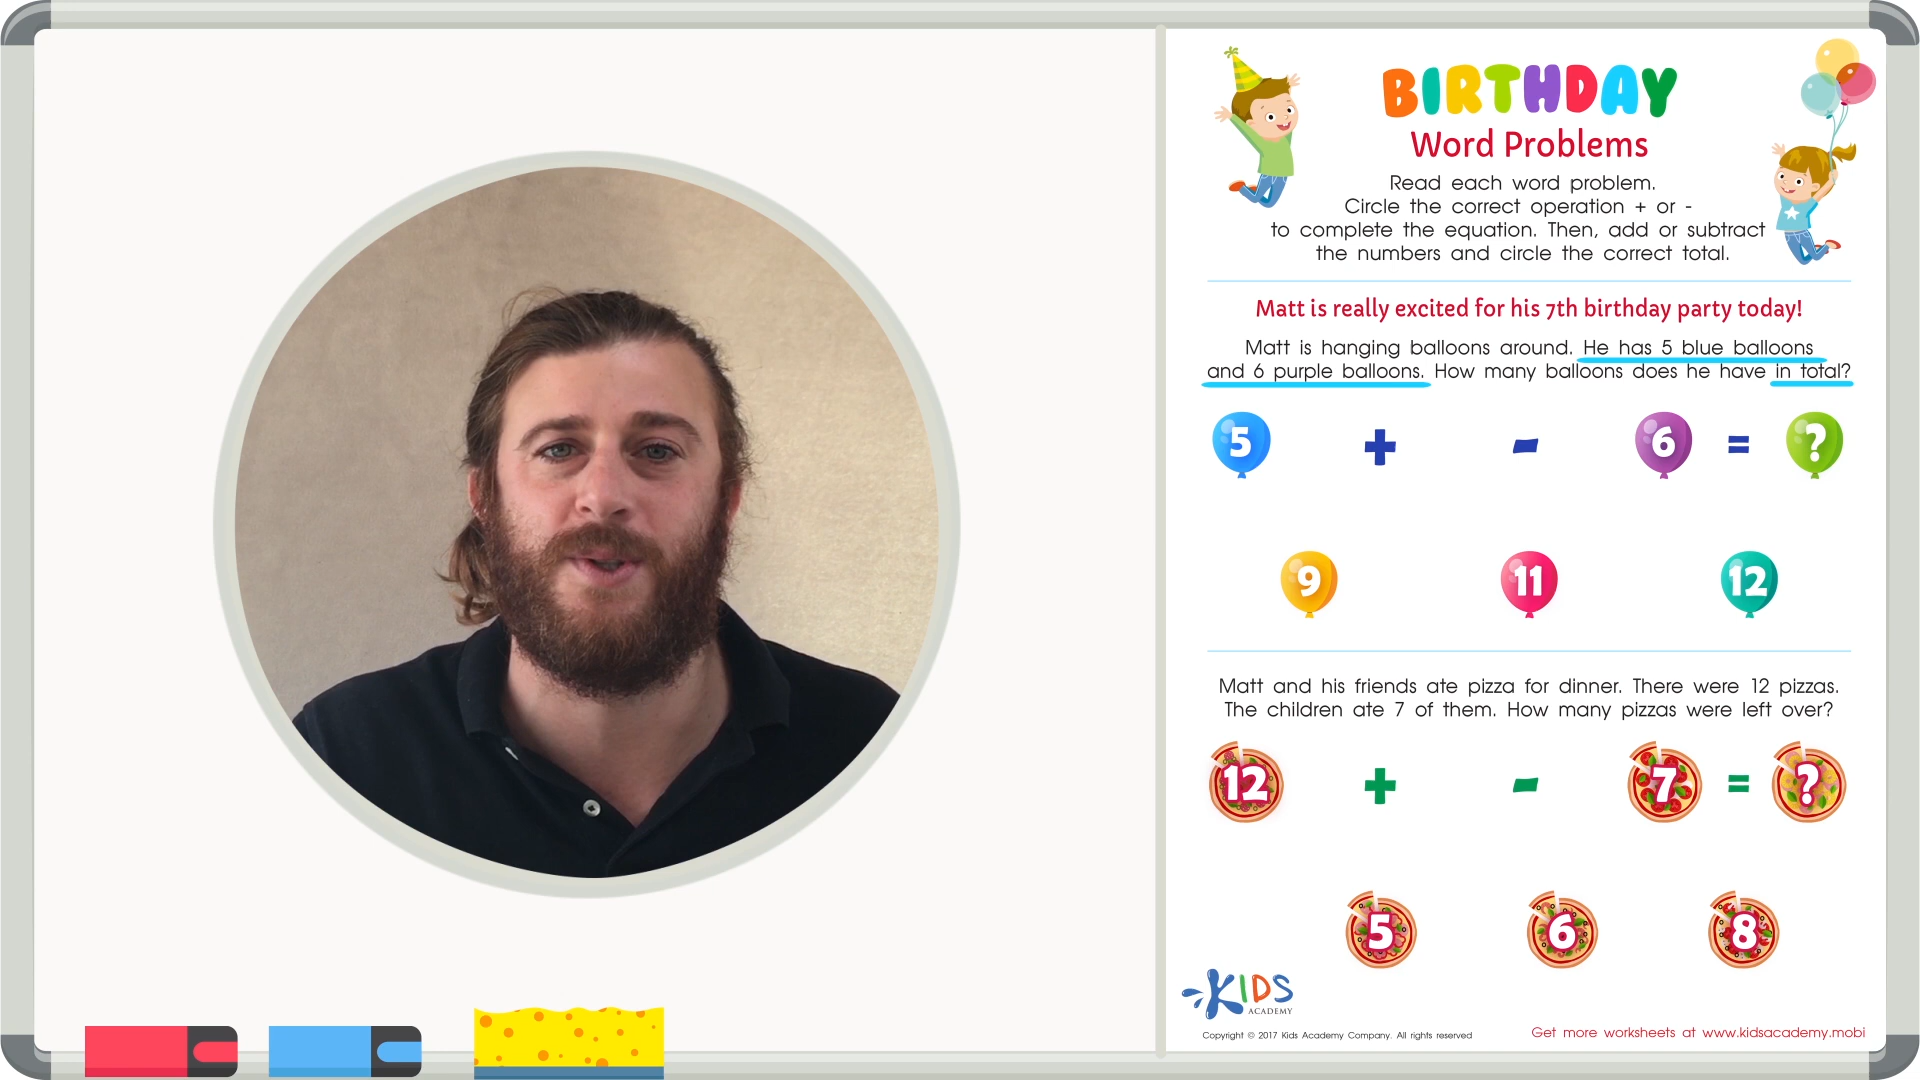 BIRTHDAY
Word Problems
Read each word problem.
Circle the correct operation + or -
to complete the equation. Then, add or subtract
the numbers and circle the correct total.
Matt is really excited for his 7th birthday party today!
Matt is hanging balloons around. He has 5 blue balloons
and 6 purple balloons. How many balloons does he have in total?
5 + - 6 = ?
9 11 12
Matt and his friends ate pizza for dinner. There were 12 pizzas.
The children ate 7 of them. How many pizzas were left over?
12 + - 7 = ?
5 6 8
KIDS
ACADEMY
Copyright © 2017 Kids Academy Company. All rights reserved
Get more worksheets at www.kidsacademy.mobi